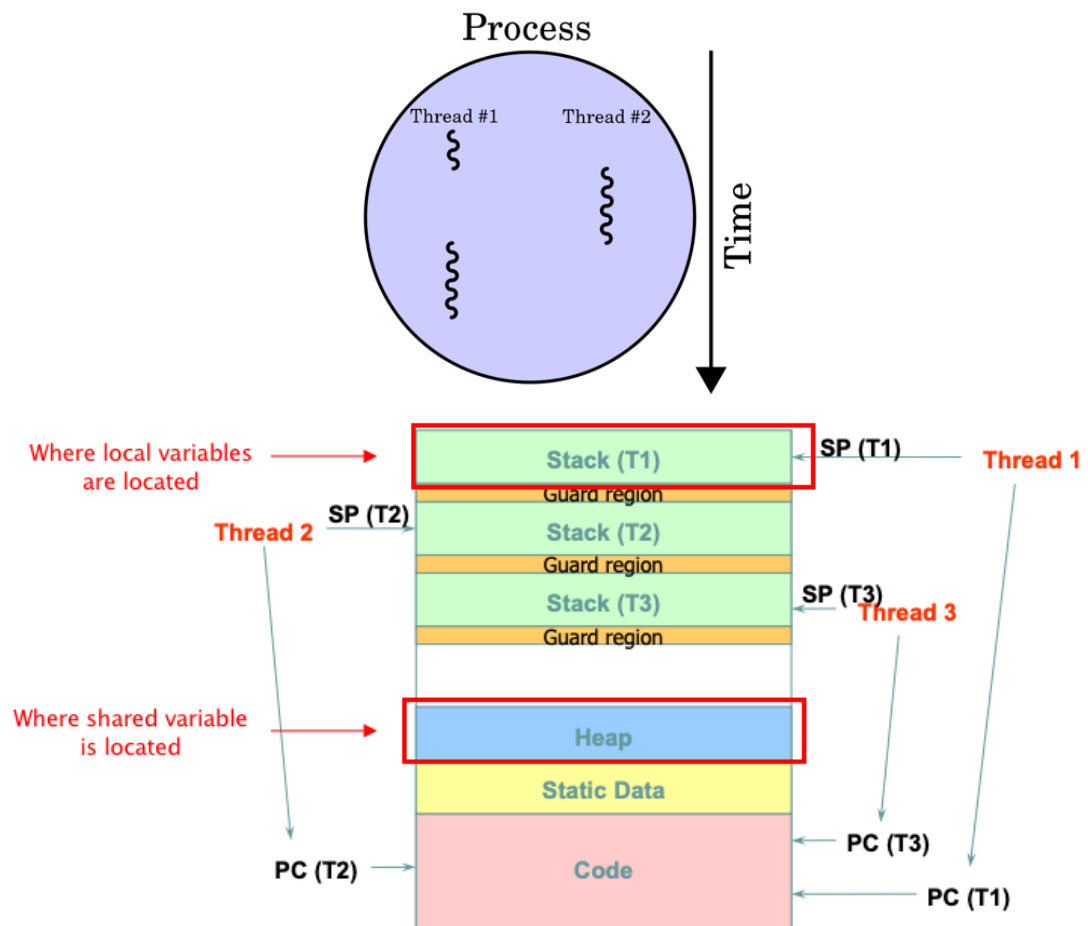 Process
Thread #1
Thread #2
Time
Where local variables
are located
Stack (T1)
SP (T1)
Thread 1
Guard region
SP (T2)
Thread 2
Stack (T2)
Guard region
Stack (T3)
SP (T3)
Thread 3
Guard region
Where shared variable
is located
Heap
Static Data
PC (T3)
PC (T2)
Code
PC (T1)